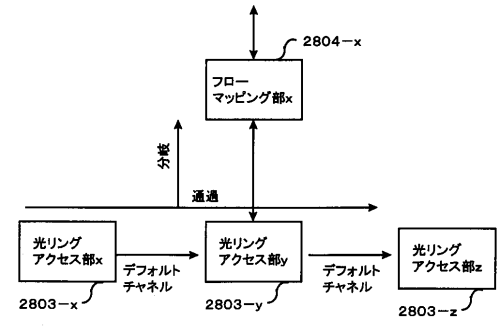 2804-x
フロー
マッピング部x
分岐
通過
光リング
アクセス部x
デフォルト
チャネル
光リング
アクセス部y
デフォルト
チャネル
光リング
アクセス部z
2803-x
2803-y
2803-z